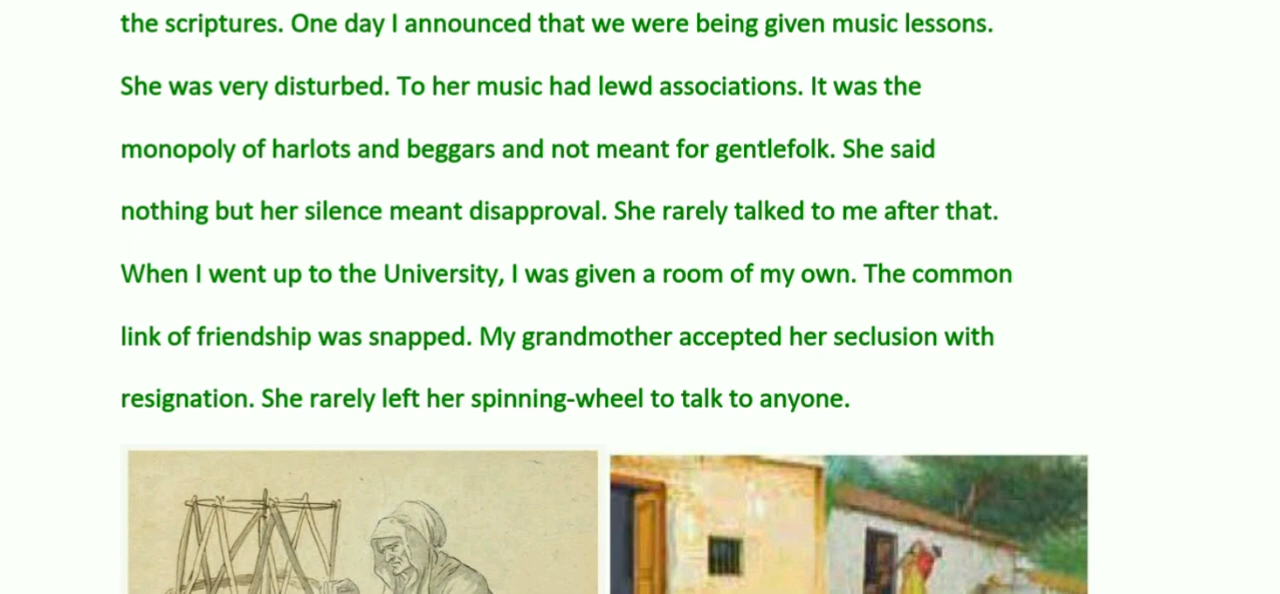 the scriptures. One day I announced that we were being given music lessons.
She was very disturbed. To her music had lewd associations. It was the
monopoly of harlots and beggars and not meant for gentlefolk. She said
nothing but her silence meant disapproval. She rarely talked to me after that.
When I went up to the University, I was given a room of my own. The common
link of friendship was snapped. My grandmother accepted her seclusion with
resignation. She rarely left her spinning-wheel to talk to anyone.